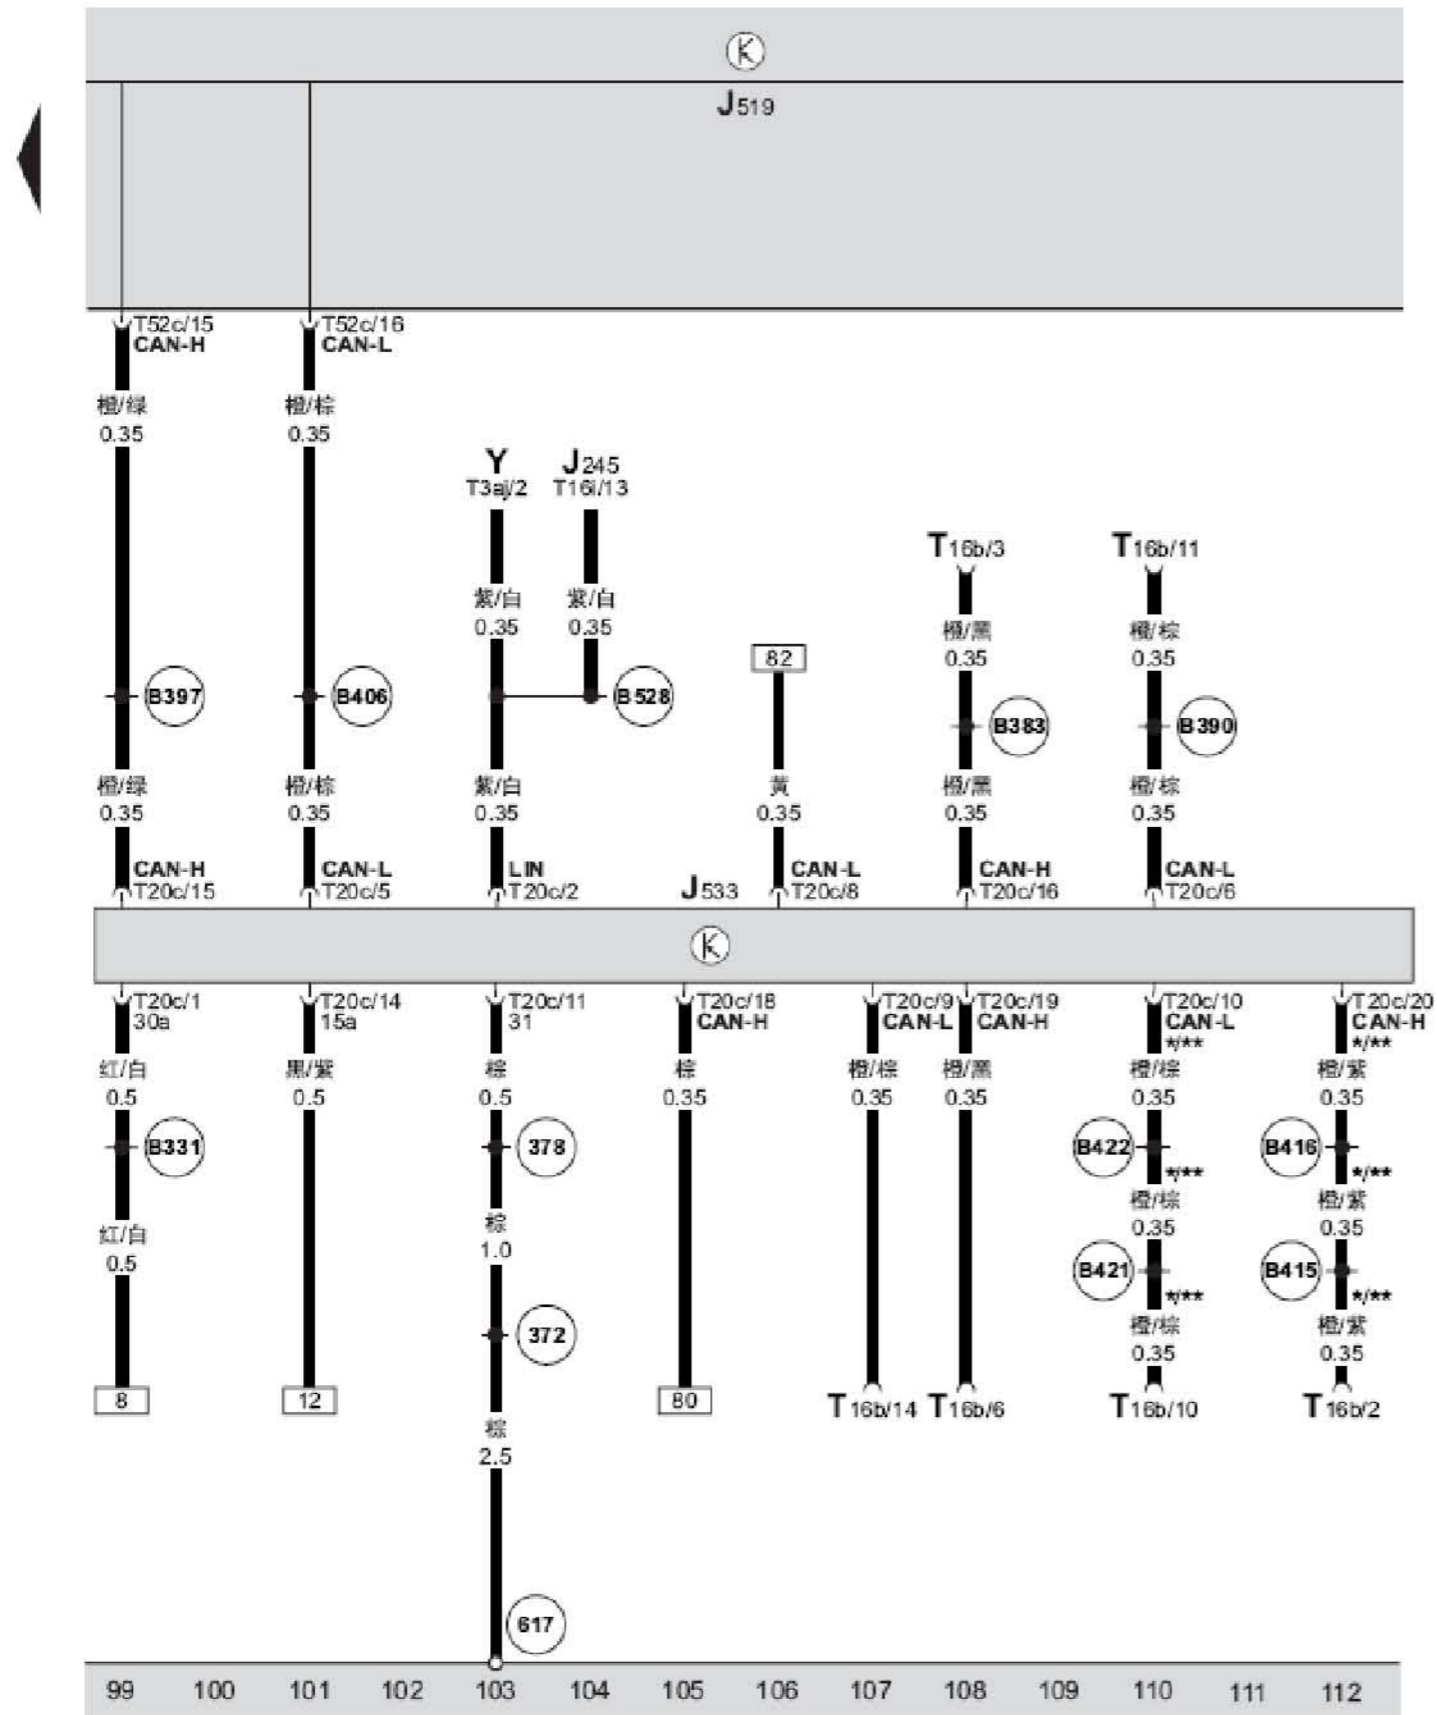 K
J519
T52c/15 T52c/16
CAN-H CAN-L
橙/绿 橙/棕
0.35 0.35
Y J245
T3aj/2 T16i/13
T16b/3 T16b/11
紫/白 紫/白
0.35 0.35
橙/黑 橙/棕
82 0.35 0.35
B397 B406 B528
B383 B390
橙/绿 橙/棕 紫/白 黄 橙/黑 橙/棕
0.35 0.35 0.35 0.35 0.35 0.35
CAN-H CAN-L LIN CAN-L CAN-H CAN-L
T20c/15 T20c/5 T20c/2 J533 T20c/8 T20c/16 T20c/6
K
T20c/1 T20c/14 T20c/11 T20c/18 T20c/9 T20c/19 T20c/10 T20c/20
30a 15a 31 CAN-H CAN-L CAN-H CAN-L CAN-H
*/** */**
红/白 黑/紫 棕 棕 橙/棕 橙/黑 橙/棕 橙/紫
0.5 0.5 0.5 0.35 0.35 0.35 0.35 0.35
B331 378 B422 B416
*/** */**
橙/棕 橙/紫
棕 0.35 0.35
红/白 1.0
0.5 B421 B415
*/** */**
橙/棕 橙/紫
372 0.35 0.35
8 12 80 T16b/14 T16b/6 T16b/10 T16b/2
棕
2.5
617
99 100 101 102 103 104 105 106 107 108 109 110 111 112